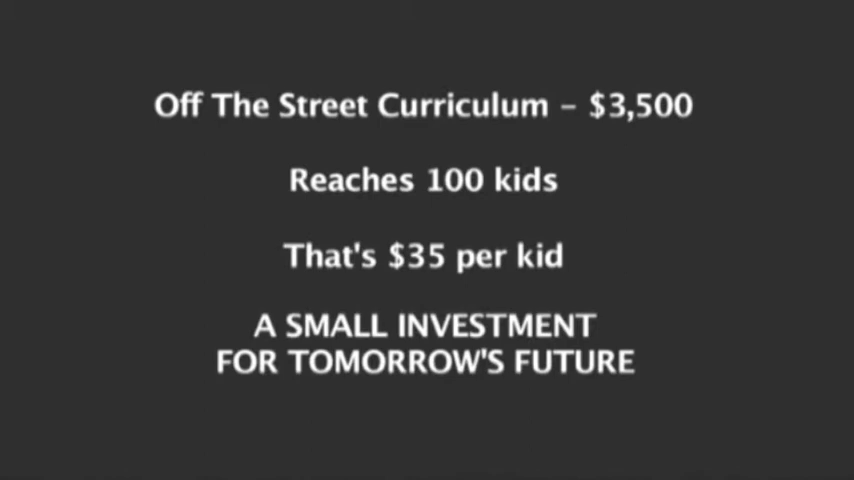 Off The Street Curriculum – $3,500
Reaches 100 kids
That's $35 per kid
A SMALL INVESTMENT
FOR TOMORROW'S FUTURE